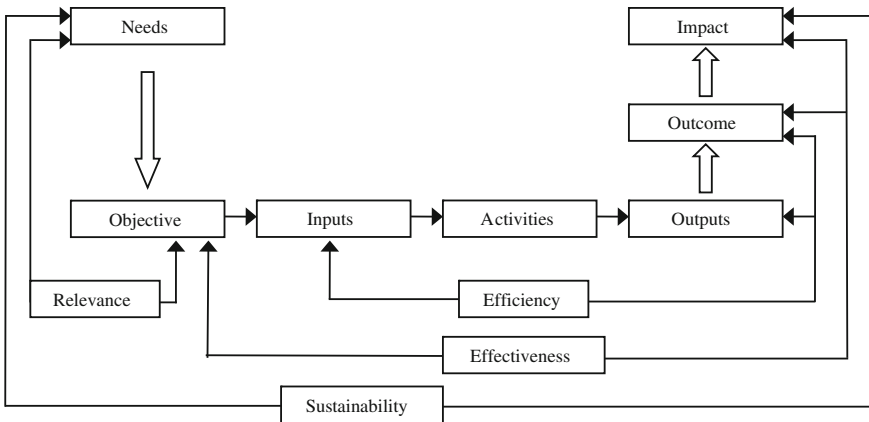 Needs
Impact
Outcome
Objective
Inputs
Activities
Outputs
Relevance
Efficiency
Effectiveness
Sustainability